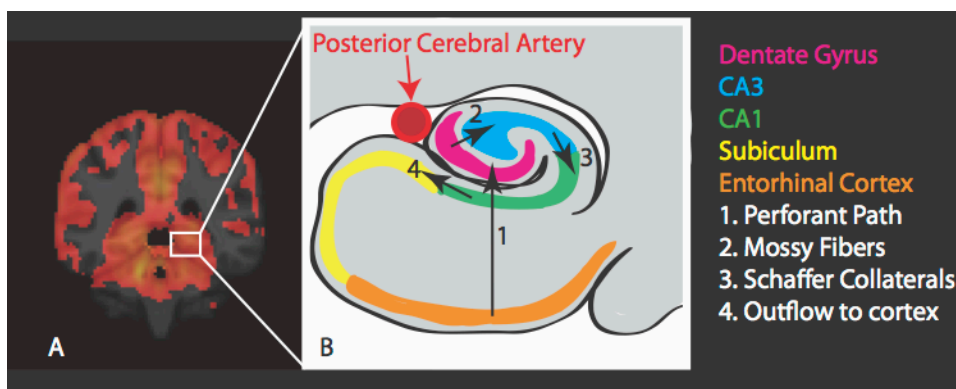 Posterior Cerebral Artery
2
3
4
1
A
B
Dentate Gyrus
CA3
CA1
Subiculum
Entorhinal Cortex
1. Perforant Path
2. Mossy Fibers
3. Schaffer Collaterals
4. Outflow to cortex